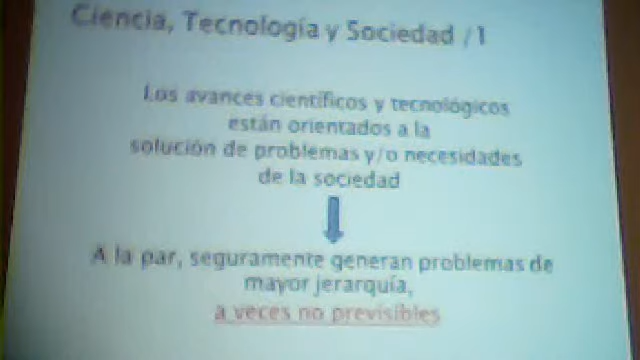 Ciencia, Tecnología y Sociedad /1
Los avances científicos y tecnológicos
están orientados a la
solución de problemas y/o necesidades
de la sociedad
A la par, seguramente generan problemas de
mayor jerarquía,
a veces no previsibles